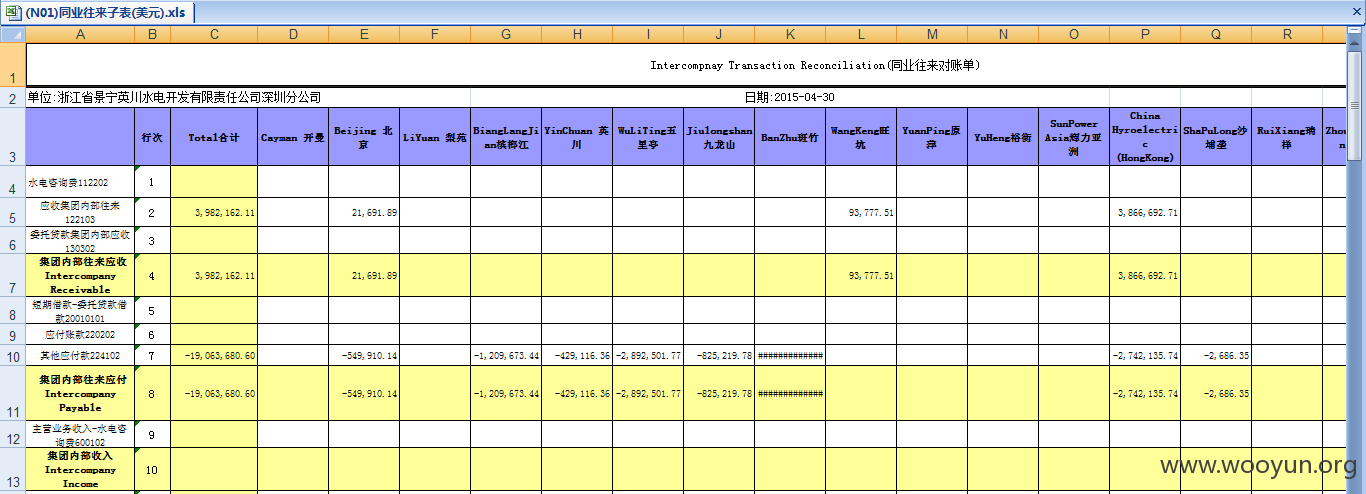 (N01)同业往来子表(美元).xls
A B C D E F G H I J K L M N O P Q R
1 Intercompnay Transaction Reconciliation(同业往来对账单)
2 单位:浙江省景宁英川水电开发有限责任公司深圳分公司 日期:2015-04-30
3 行次 Total合计 Cayman 开曼 Beijing 北京 LiYuan 梨苑 BiangLangJian槟榔江 YinChuan 英川 WuLiTing五里亭 Jiulongshan九龙山 BanZhu斑竹 WangKeng旺坑 YuanPing原萍 YuHeng裕衡 SunPower Asia辉力亚洲 China Hyroelectric (HongKong) ShaPuLong沙埔垄 RuiXiang瑞样 Zhou n
4 水电咨询费112202 1
5 应收集团内部往来122103 2 3,982,162.11 21,691.89 93,777.51 3,866,692.71
6 委托贷款集团内部应收130302 3
7 集团内部往来应收 Intercompany Receivable 4 3,982,162.11 21,691.89 93,777.51 3,866,692.71
8 短期借款-委托贷款借款20010101 5
9 应付账款220202 6
10 其他应付款224102 7 -19,063,680.60 -549,910.14 -1,209,673.44 -429,116.36 -2,892,501.77 -825,219.78 ############# -2,742,135.74 -2,686.35
11 集团内部往来应付 Intercompany Payable 8 -19,063,680.60 -549,910.14 -1,209,673.44 -429,116.36 -2,892,501.77 -825,219.78 ############# -2,742,135.74 -2,686.35
12 主营业务收入-水电咨询费600102 9
13 集团内部收入 Intercompany Income 10
www.wooyun.org